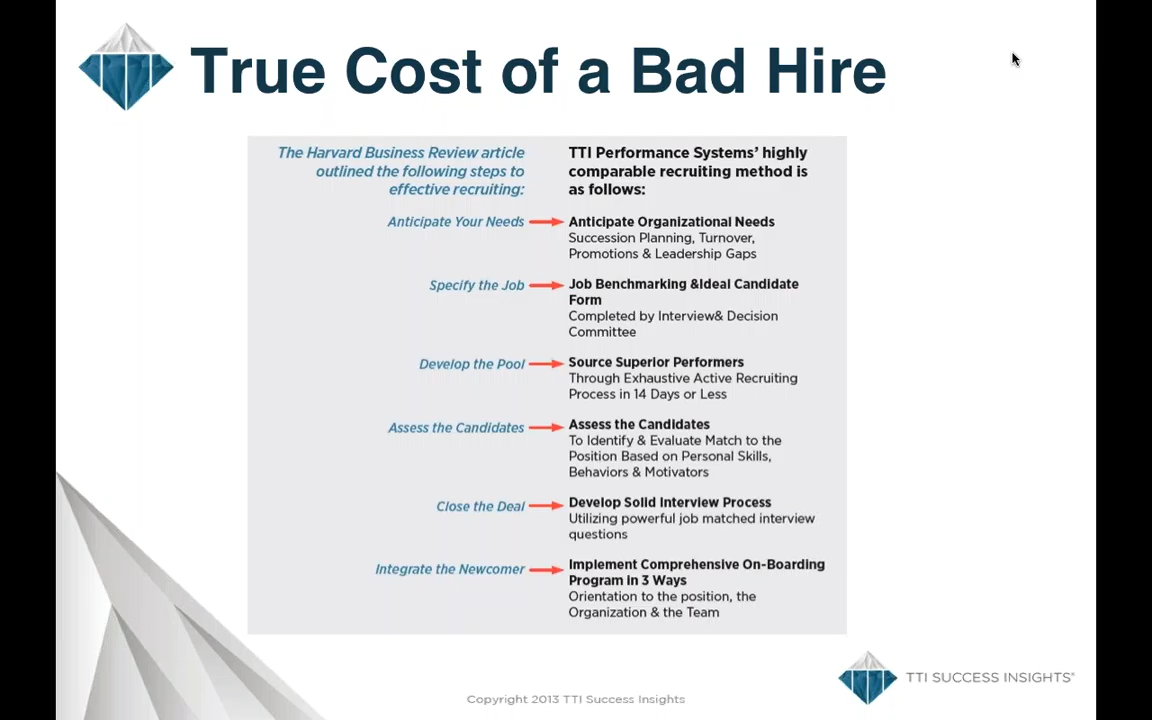 True Cost of a Bad Hire
The Harvard Business Review article
outlined the following steps to
effective recruiting:
TTI Performance Systems' highly
comparable recruiting method is
as follows:
Anticipate Your Needs
Anticipate Organizational Needs
Succession Planning, Turnover,
Promotions & Leadership Gaps
Specify the Job
Job Benchmarking &Ideal Candidate
Form
Completed by Interview& Decision
Committee
Develop the Pool
Source Superior Performers
Through Exhaustive Active Recruiting
Process in 14 Days or Less
Assess the Candidates
Assess the Candidates
To Identify & Evaluate Match to the
Position Based on Personal Skills,
Behaviors & Motivators
Close the Deal
Develop Solid Interview Process
Utilizing powerful job matched interview
questions
Integrate the Newcomer
Implement Comprehensive On-Boarding
Program in 3 Ways
Orientation to the position, the
Organization & the Team
TTI SUCCESS INSIGHTS®
Copyright 2013 TTI Success Insights